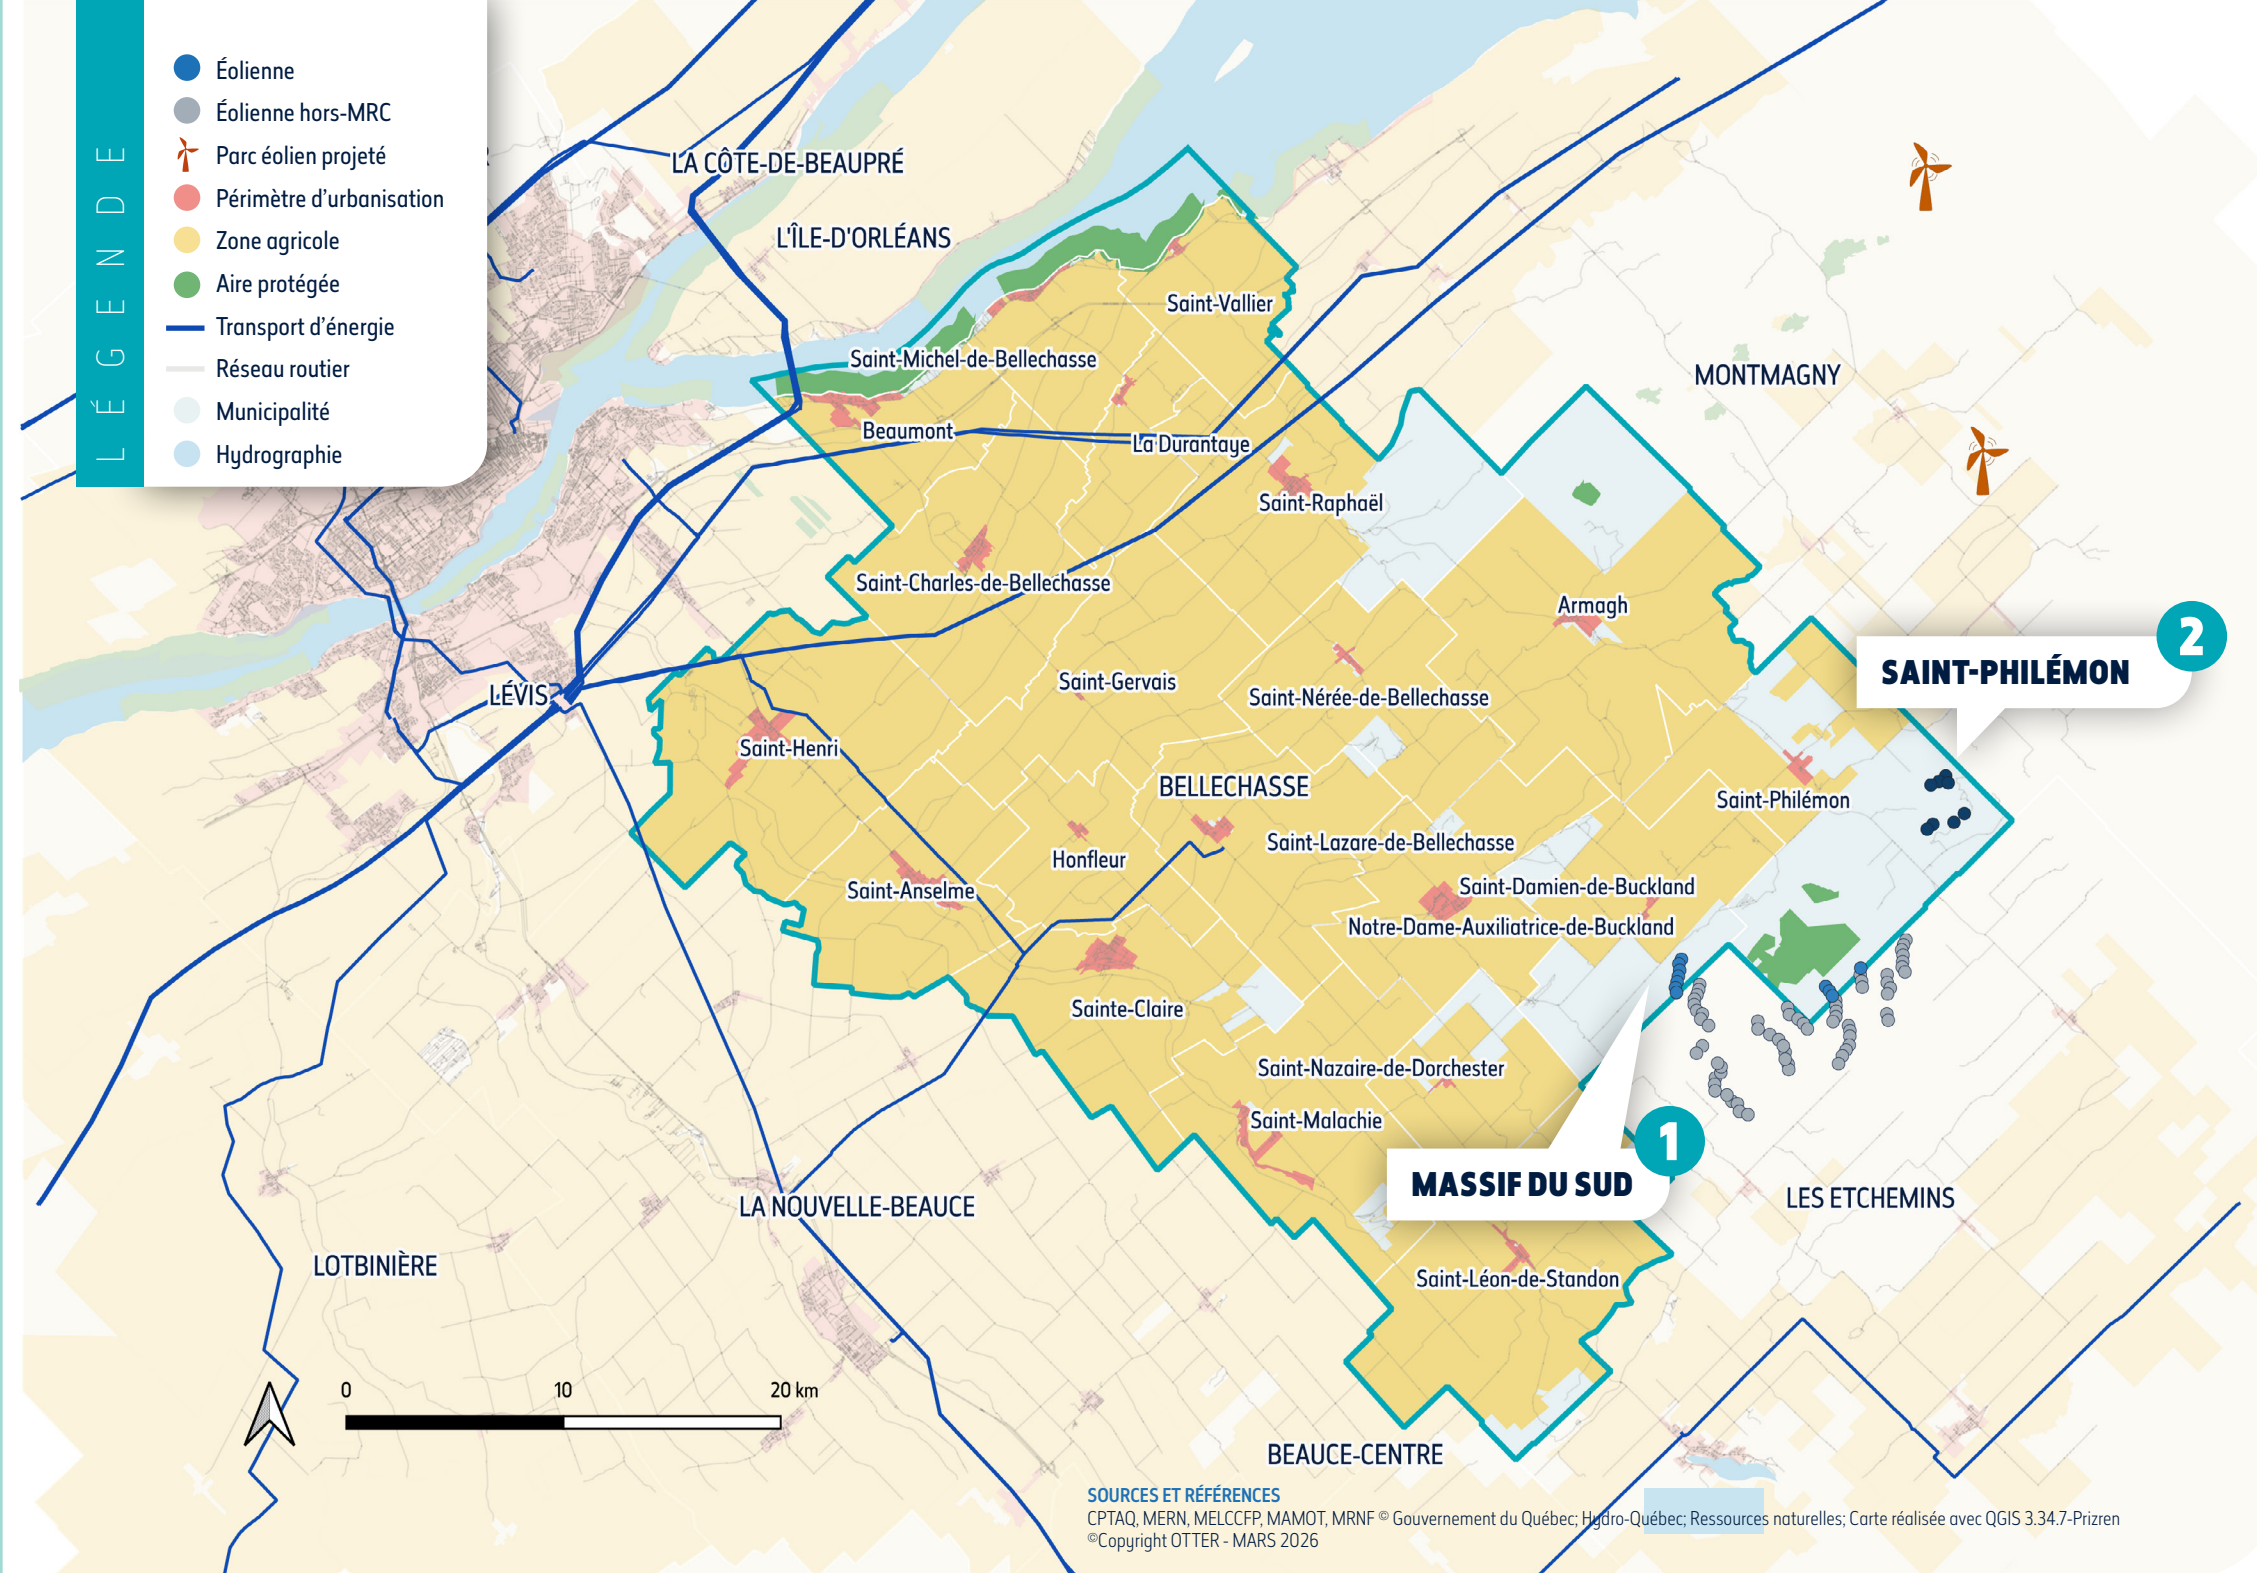 LÉGENDE
Éolienne
Éolienne hors-MRC
Parc éolien projeté
Périmètre d'urbanisation
Zone agricole
Aire protégée
Transport d'énergie
Réseau routier
Municipalité
Hydrographie
LA CÔTE-DE-BEAUPRÉ
L'ÎLE-D'ORLÉANS
Saint-Vallier
Saint-Michel-de-Bellechasse
MONTMAGNY
Beaumont
La Durantaye
Saint-Raphaël
Saint-Charles-de-Bellechasse
Armagh
2
SAINT-PHILÉMON
Saint-Gervais
LÉVIS
Saint-Nérée-de-Bellechasse
Saint-Henri
BELLECHASSE
Saint-Philémon
Saint-Lazare-de-Bellechasse
Honfleur
Saint-Anselme
Saint-Damien-de-Buckland
Notre-Dame-Auxiliatrice-de-Buckland
Sainte-Claire
Saint-Nazaire-de-Dorchester
Saint-Malachie
1
MASSIF DU SUD
LES ETCHEMINS
LA NOUVELLE-BEAUCE
LOTBINIÈRE
Saint-Léon-de-Standon
0 10 20 km
BEAUCE-CENTRE
SOURCES ET RÉFÉRENCES
CPTAQ, MERN, MELCCFP, MAMOT, MRNF © Gouvernement du Québec; Hydro-Québec; Ressources naturelles; Carte réalisée avec QGIS 3.34.7-Prizren
©Copyright OTTER - MARS 2026